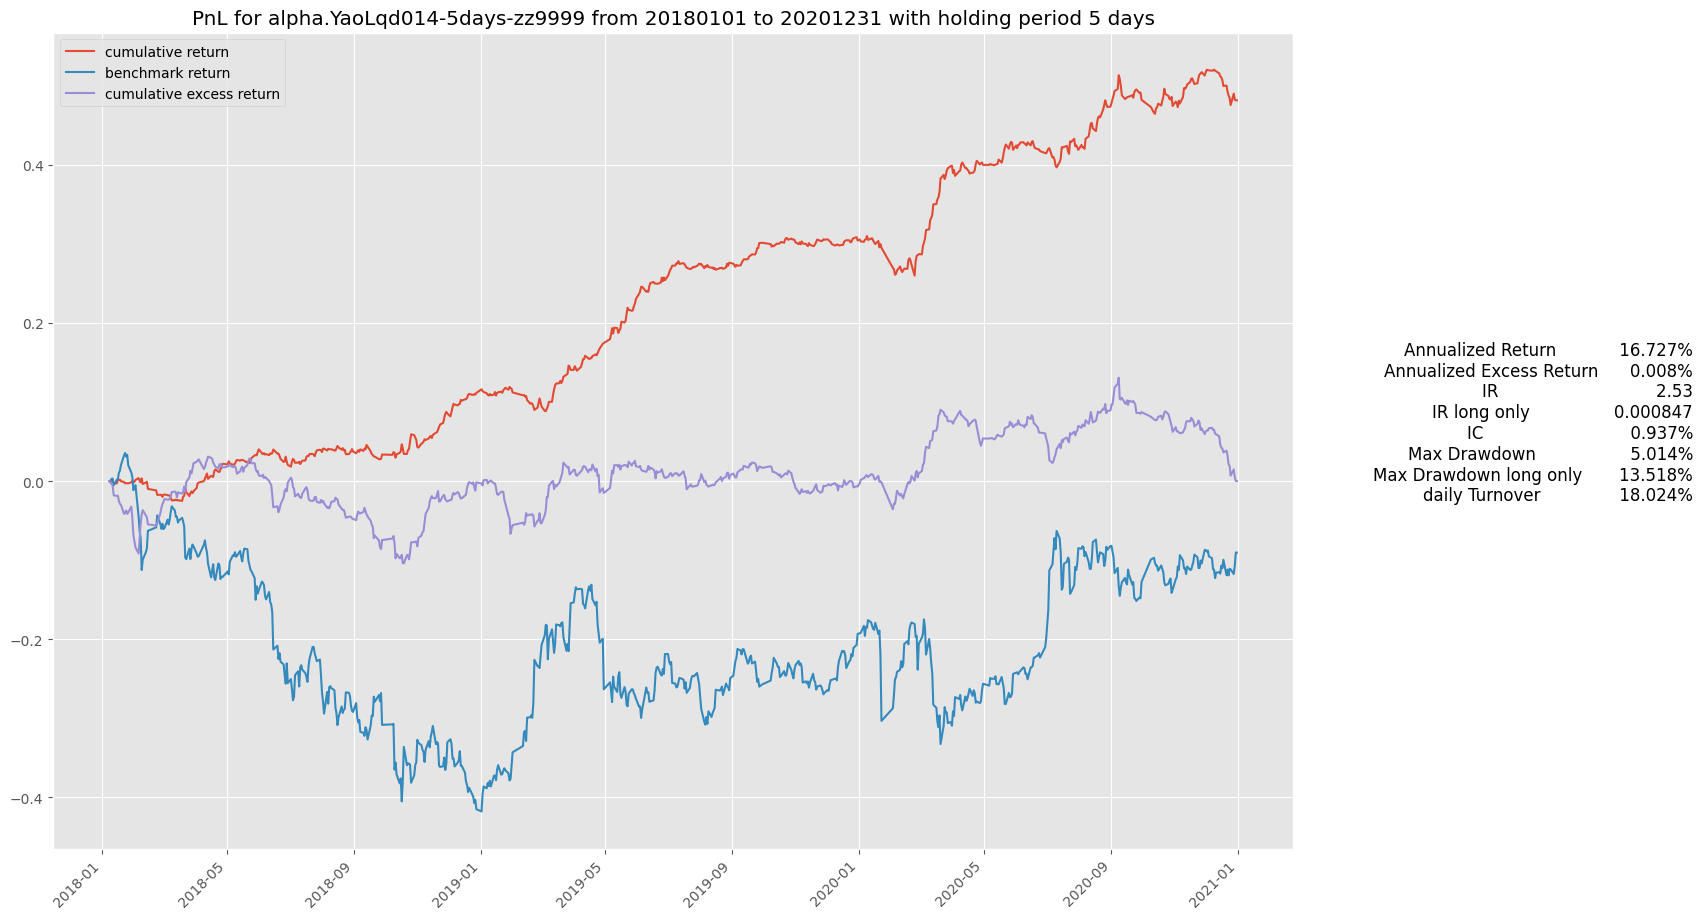 PnL for alpha.YaoLqd014-5days-zz9999 from 20180101 to 20201231 with holding period 5 days
cumulative return
benchmark return
cumulative excess return
0.4
0.2
0.0
−0.2
−0.4
2018-01
2018-05
2018-09
2019-01
2019-05
2019-09
2020-01
2020-05
2020-09
2021-01
Annualized Return 16.727%
Annualized Excess Return 0.008%
IR 2.53
IR long only 0.000847
IC 0.937%
Max Drawdown 5.014%
Max Drawdown long only 13.518%
daily Turnover 18.024%